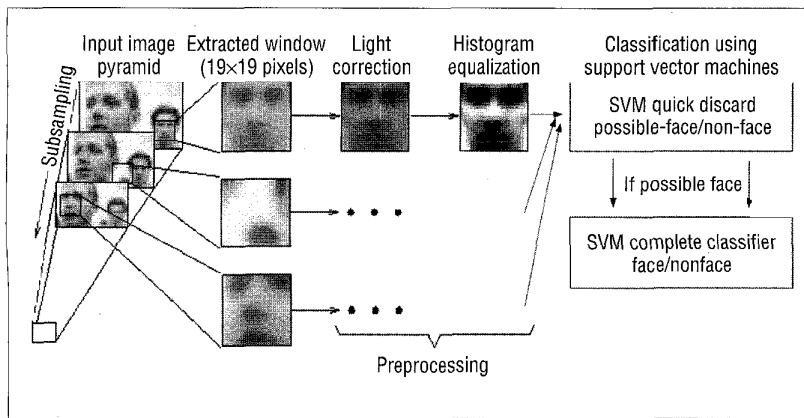 Input image
pyramid
Extracted window
(19×19 pixels)
Light
correction
Histogram
equalization
Classification using
support vector machines
Subsampling
SVM quick discard
possible-face/non-face
If possible face
SVM complete classifier
face/nonface
Preprocessing